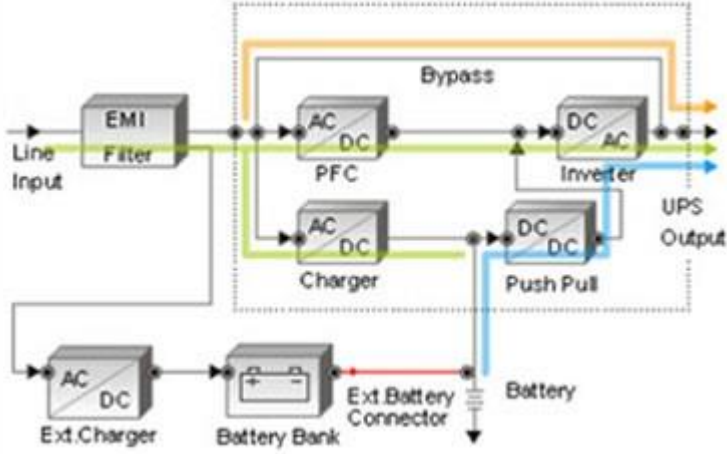 Bypass
EMI
Filter
Line
Input
AC
DC
PFC
DC
AC
Inverter
UPS
Output
AC
DC
Charger
DC
DC
Push Pull
AC
DC
Ext.Charger
Battery Bank
Ext.Battery
Connector
Battery